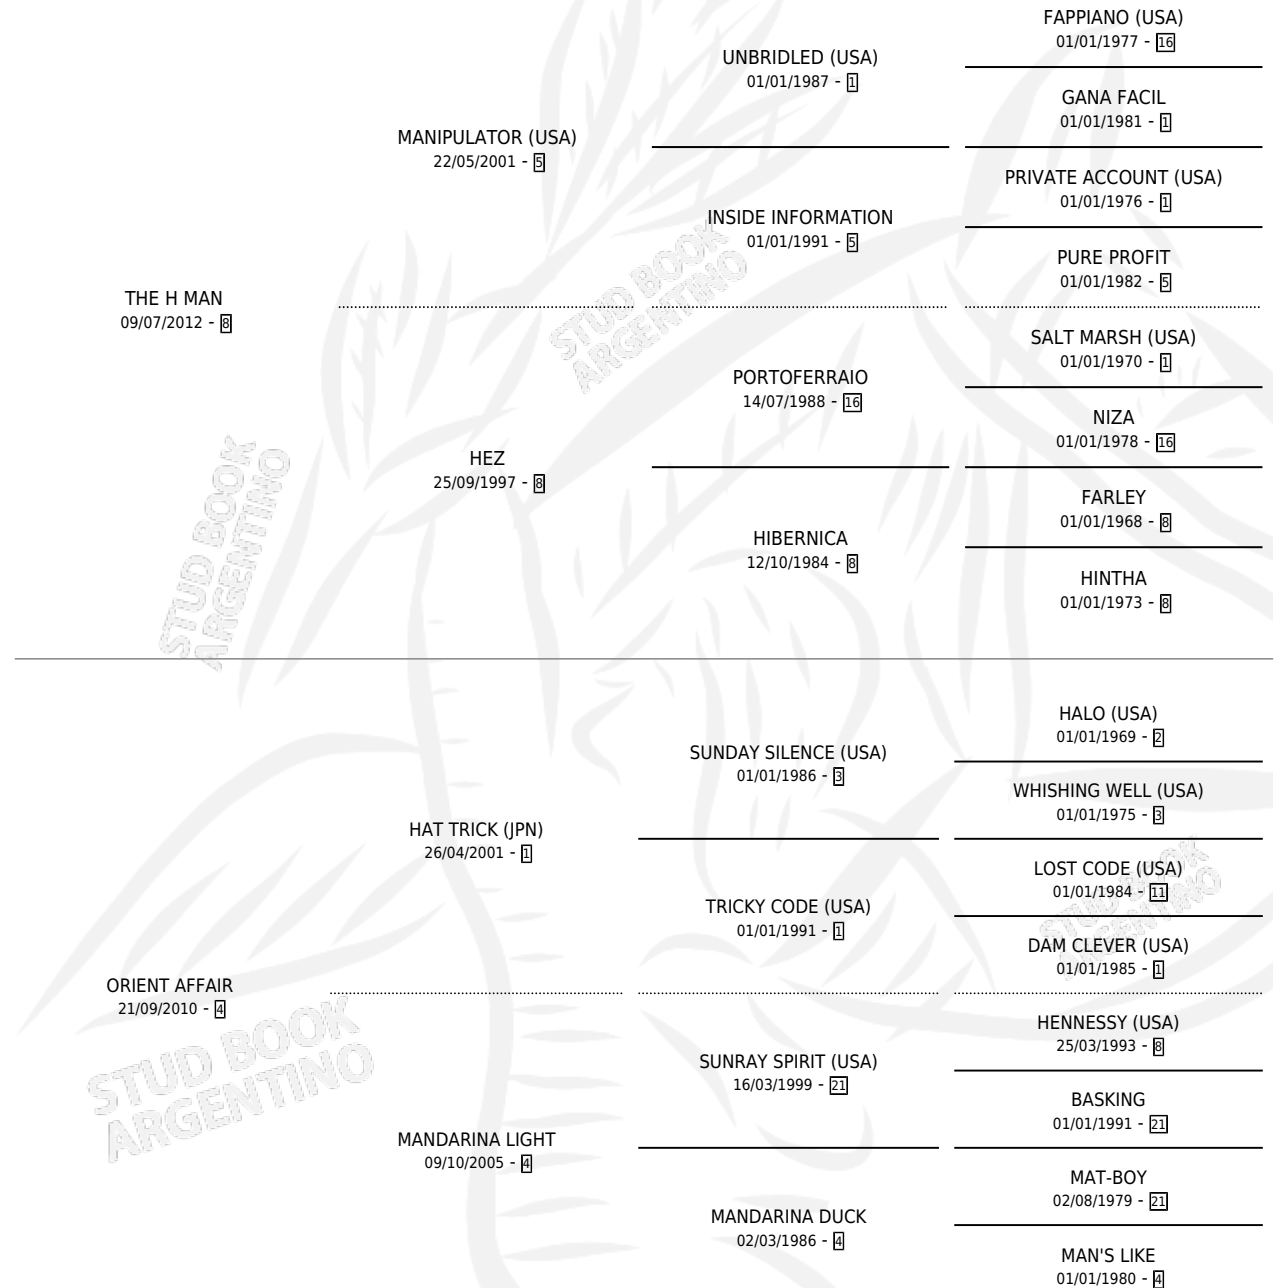 FAPPIANO (USA)
01/01/1977 - 16
UNBRIDLED (USA)
01/01/1987 - 1
GANA FACIL
01/01/1981 - 1
MANIPULATOR (USA)
22/05/2001 - 5
PRIVATE ACCOUNT (USA)
01/01/1976 - 1
INSIDE INFORMATION
01/01/1991 - 5
PURE PROFIT
01/01/1982 - 5
THE H MAN
09/07/2012 - 8
SALT MARSH (USA)
01/01/1970 - 1
PORTOFERRAIO
14/07/1988 - 16
NIZA
01/01/1978 - 16
HEZ
25/09/1997 - 8
FARLEY
01/01/1968 - 8
HIBERNICA
12/10/1984 - 8
HINTHA
01/01/1973 - 8
HALO (USA)
01/01/1969 - 2
SUNDAY SILENCE (USA)
01/01/1986 - 3
WHISHING WELL (USA)
01/01/1975 - 3
HAT TRICK (JPN)
26/04/2001 - 1
LOST CODE (USA)
01/01/1984 - 11
TRICKY CODE (USA)
01/01/1991 - 1
DAM CLEVER (USA)
01/01/1985 - 1
ORIENT AFFAIR
21/09/2010 - 4
HENNESSY (USA)
25/03/1993 - 8
SUNRAY SPIRIT (USA)
16/03/1999 - 21
BASKING
01/01/1991 - 21
MANDARINA LIGHT
09/10/2005 - 4
MAT-BOY
02/08/1979 - 21
MANDARINA DUCK
02/03/1986 - 4
MAN'S LIKE
01/01/1980 - 4
STUD BOOK
ARGENTINO
STUD BOOK
ARGENTINO
STUD BOOK
ARGENTINO
STUD BOOK
ARGENTINO